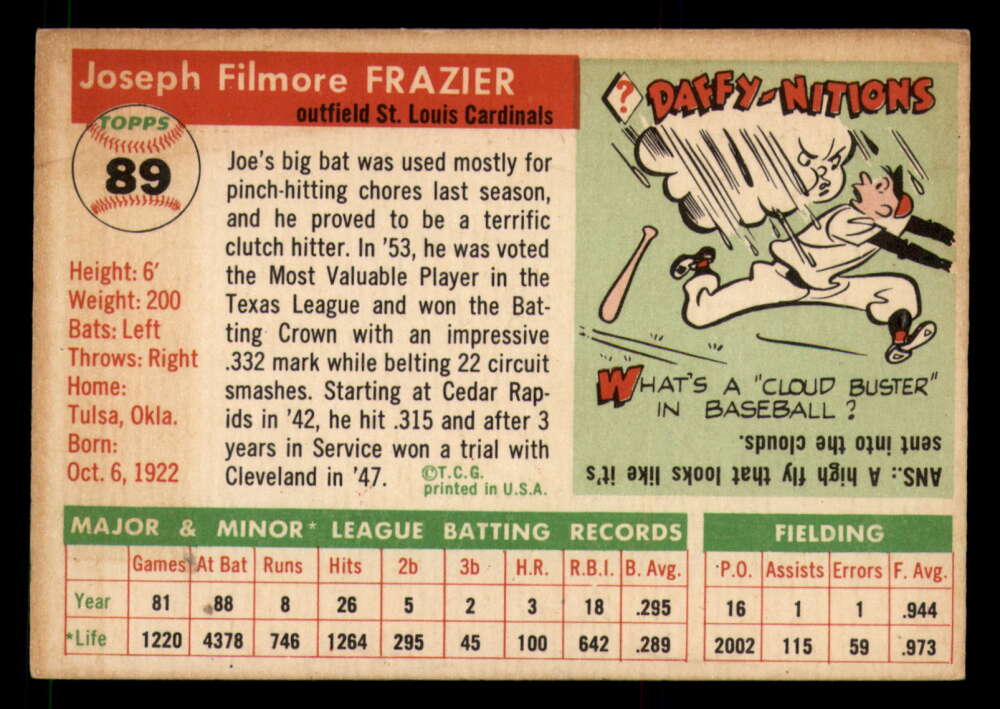 Joseph Filmore FRAZIER
outfield St. Louis Cardinals
TOPPS
89
Height: 6'
Weight: 200
Bats: Left
Throws: Right
Home:
Tulsa, Okla.
Born:
Oct. 6, 1922
Joe's big bat was used mostly for
pinch-hitting chores last season,
and he proved to be a terrific
clutch hitter. In '53, he was voted
the Most Valuable Player in the
Texas League and won the Bat-
ting Crown with an impressive
.332 mark while belting 22 circuit
smashes. Starting at Cedar Rap-
ids in '42, he hit .315 and after 3
years in Service won a trial with
Cleveland in '47.
©T.C.G.
printed in U.S.A.
?
DAFFY-NITIONS
WHAT'S A "CLOUD BUSTER"
IN BASEBALL?
ANS.: A high fly that looks like it's
sent into the clouds.
MAJOR & MINOR* LEAGUE BATTING RECORDS FIELDING
Games At Bat Runs Hits 2b 3b H.R. R.B.I. B. Avg. P.O. Assists Errors F. Avg.
Year 81 88 8 26 5 2 3 18 .295 16 1 1 .944
*Life 1220 4378 746 1264 295 45 100 642 .289 2002 115 59 .973